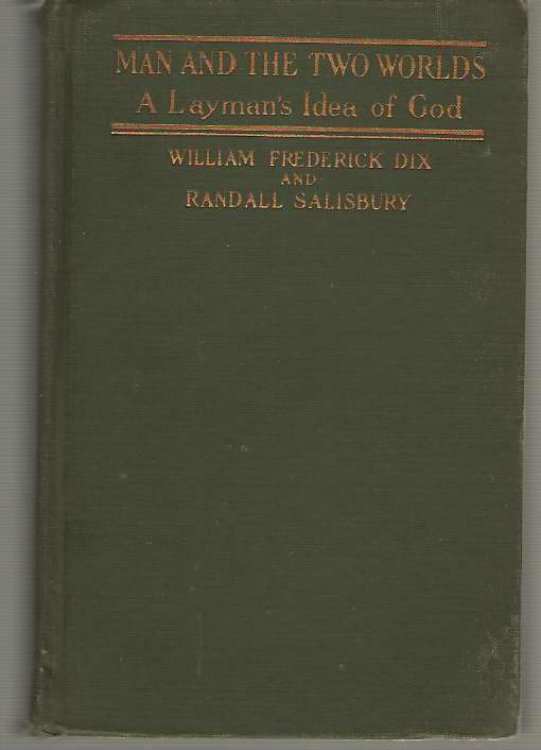 MAN AND THE TWO WORLDS
A Layman's Idea of God
WILLIAM FREDERICK DIX
AND
RANDALL SALISBURY